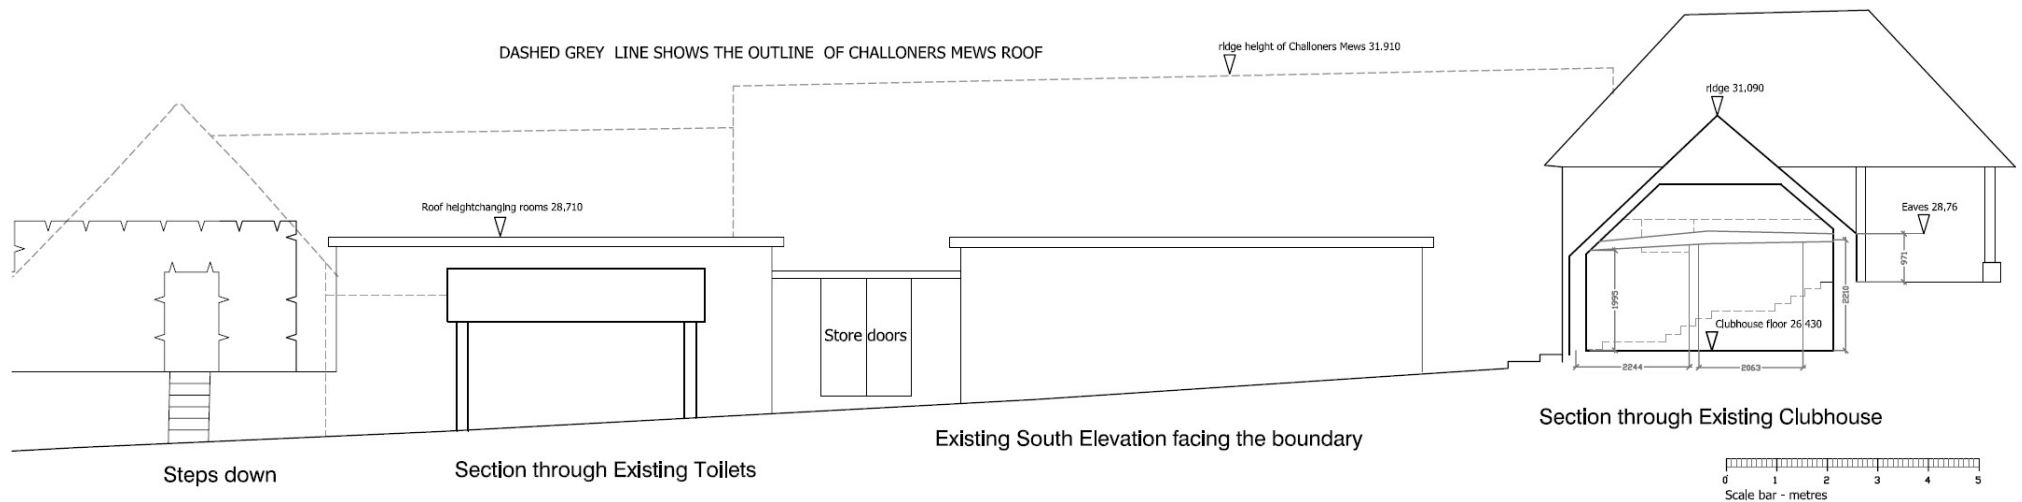 DASHED GREY LINE SHOWS THE OUTLINE OF CHALLONERS MEWS ROOF
ridge height of Challoners Mews 31.910
ridge 31,090
Roof heightchanging rooms 28,710
Eaves 28,76
971
1995
2210
Store doors
Clubhouse floor 26,430
2244
2063
Section through Existing Clubhouse
Existing South Elevation facing the boundary
Section through Existing Toilets
Steps down
0 1 2 3 4 5
Scale bar - metres